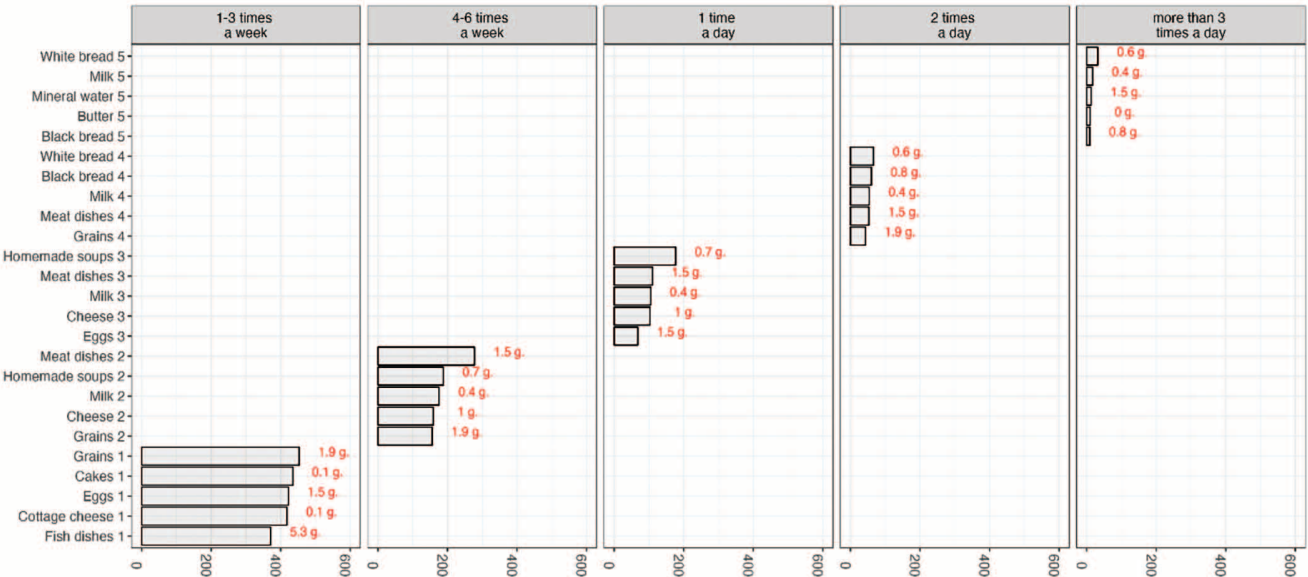 1-3 times
a week
4-6 times
a week
1 time
a day
2 times
a day
more than 3
times a day
White bread 5
0.6 g.
Milk 5
0.4 g.
Mineral water 5
1.5 g.
Butter 5
0 g.
Black bread 5
0.8 g.
White bread 4
0.6 g.
Black bread 4
0.8 g.
Milk 4
0.4 g.
Meat dishes 4
1.5 g.
Grains 4
1.9 g.
Homemade soups 3
0.7 g.
Meat dishes 3
1.5 g.
Milk 3
0.4 g.
Cheese 3
1 g.
Eggs 3
1.5 g.
Meat dishes 2
1.5 g.
Homemade soups 2
0.7 g.
Milk 2
0.4 g.
Cheese 2
1 g.
Grains 2
1.9 g.
Grains 1
1.9 g.
Cakes 1
0.1 g.
Eggs 1
1.5 g.
Cottage cheese 1
0.1 g.
Fish dishes 1
5.3 g.
0 200 400 600 0 200 400 600 0 200 400 600 0 200 400 600 0 200 400 600